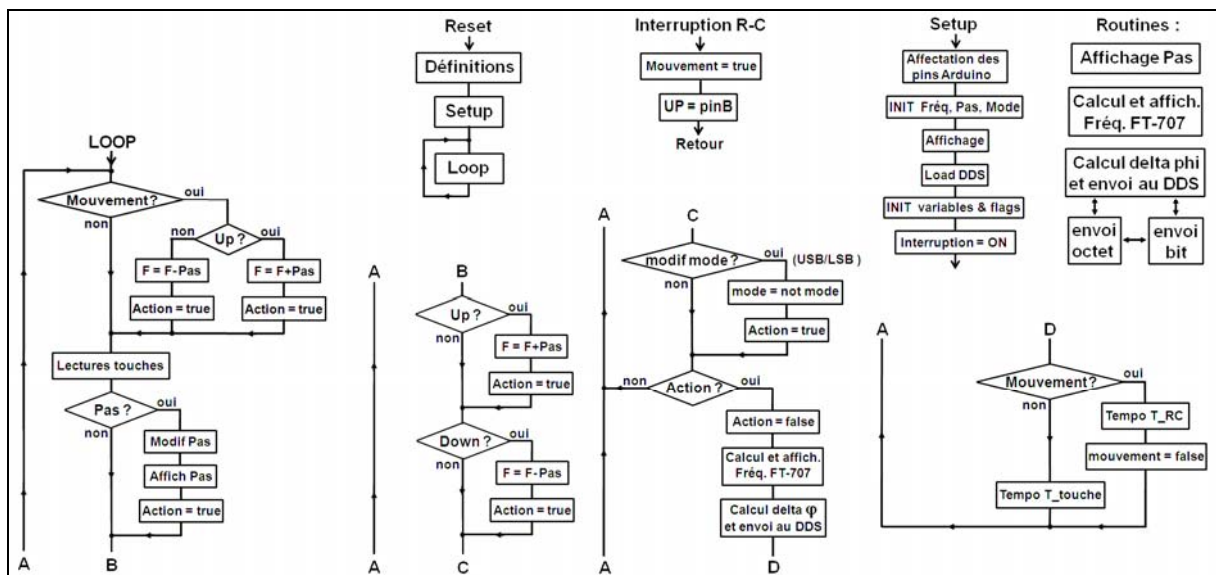 Reset
Définitions
Setup
Loop
Interruption R-C
Mouvement = true
UP = pinB
Retour
Setup
Affectation des
pins Arduino
INIT Fréq, Pas, Mode
Affichage
Load DDS
INIT variables & flags
Interruption = ON
Routines :
Affichage Pas
Calcul et affich.
Fréq. FT-707
Calcul delta phi
et envoi au DDS
envoi
octet
envoi
bit
LOOP
Mouvement ?
oui
non
Up ?
non
oui
F = F-Pas
F = F+Pas
Action = true
Action = true
Lectures touches
Pas ?
oui
non
Modif Pas
Affich Pas
Action = true
A
B
A
B
Up ?
oui
non
F = F+Pas
Action = true
Down ?
oui
non
F = F-Pas
Action = true
A
C
A
C
modif mode ?
oui
(USB/LSB )
non
mode = not mode
Action = true
non
Action ?
oui
Action = false
Calcul et affich.
Fréq. FT-707
Calcul delta φ
et envoi au DDS
A
D
A
D
Mouvement ?
oui
non
Tempo T_RC
mouvement = false
Tempo T_touche